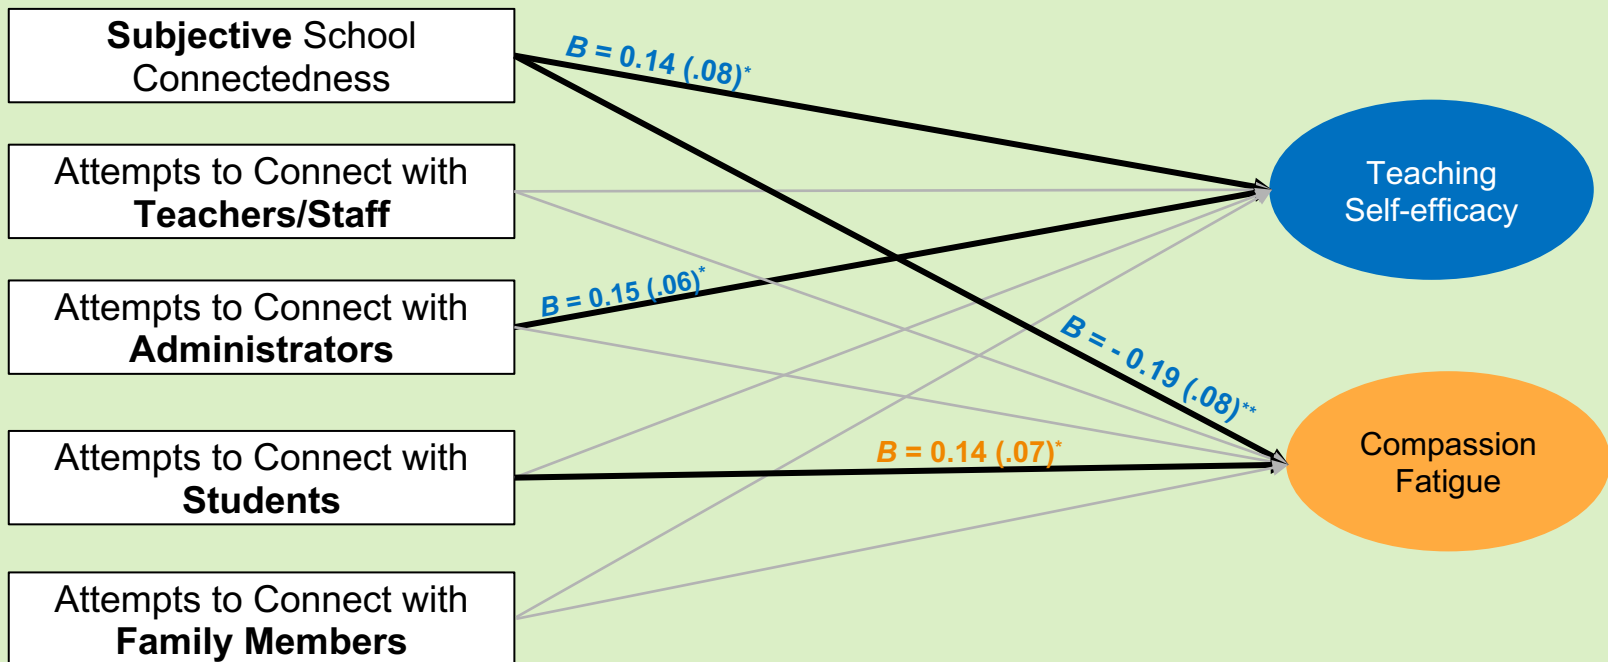 Subjective School
Connectedness
B = 0.14 (.08)*
Attempts to Connect with
Teachers/Staff
Teaching
Self-efficacy
Attempts to Connect with
Administrators
B = 0.15 (.06)*
B = - 0.19 (.08)**
Attempts to Connect with
Students
B = 0.14 (.07)*
Compassion
Fatigue
Attempts to Connect with
Family Members